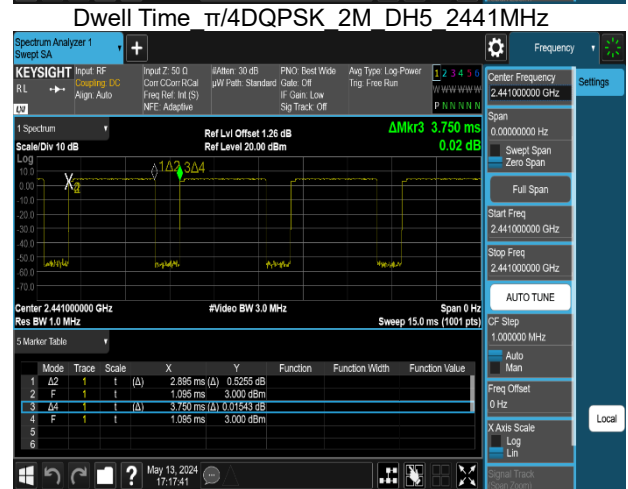 Dwell Time_π/4DQPSK_2M_DH5_2441MHz
Spectrum Analyzer 1
Swept SA
Frequency
KEYSIGHT Input: RF Input Z: 50 Ω #Atten: 30 dB PNO: Best Wide Avg Type: Log-Power 1 2 3 4 5 6
RL Coupling: DC Corr CCorr RCal µW Path: Standard Gate: Off Trig: Free Run W W W W W W
Align: Auto Freq Ref: Int (S) IF Gain: Low
NFE: Adaptive Sig Track: Off P N N N N N
Center Frequency
2.441000000 GHz
Settings
1 Spectrum
Scale/Div 10 dB
Ref Lvl Offset 1.26 dB
Ref Level 20.00 dBm
ΔMkr3 3.750 ms
0.02 dB
Span
0.00000000 Hz
Swept Span
Zero Span
Log
10.0
0.00
-10.0
-20.0
-30.0
-40.0
-50.0
-60.0
-70.0
1Δ2 3Δ4
X
Full Span
Start Freq
2.441000000 GHz
Stop Freq
2.441000000 GHz
AUTO TUNE
Center 2.441000000 GHz #Video BW 3.0 MHz Span 0 Hz
Res BW 1.0 MHz Sweep 15.0 ms (1001 pts)
CF Step
1.000000 MHz
Auto
Man
5 Marker Table
Mode Trace Scale X Y Function Function Width Function Value
1 Δ2 1 t (Δ) 2.895 ms (Δ) 0.5255 dB
2 F 1 t 1.095 ms 3.000 dBm
3 Δ4 1 t (Δ) 3.750 ms (Δ) 0.01543 dB
4 F 1 t 1.095 ms 3.000 dBm
5
6
Freq Offset
0 Hz
X Axis Scale
Log
Lin
Local
Signal Track
(Span Zoom)
? May 13, 2024
17:17:41